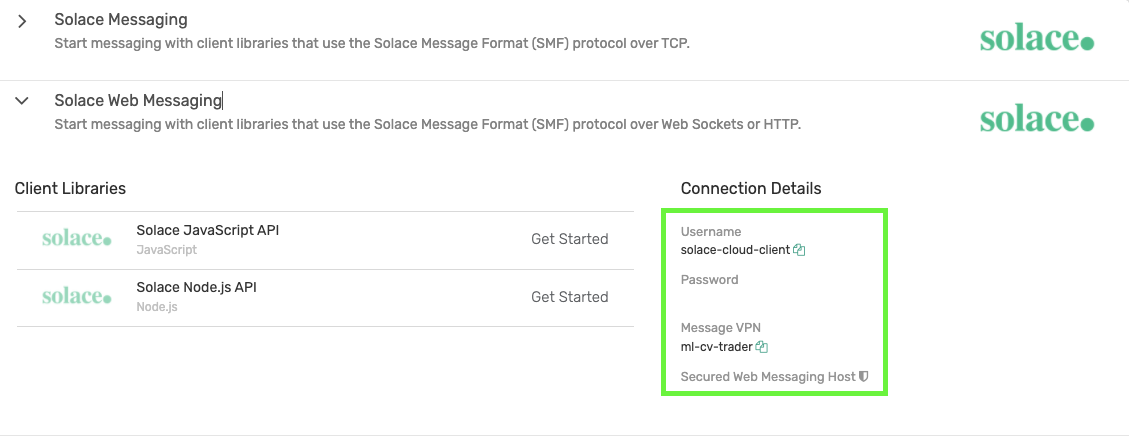 Solace Messaging
Start messaging with client libraries that use the Solace Message Format (SMF) protocol over TCP.
solace.
Solace Web Messaging
Start messaging with client libraries that use the Solace Message Format (SMF) protocol over Web Sockets or HTTP.
solace.
Client Libraries
solace.
Solace JavaScript API
JavaScript
Get Started
solace.
Solace Node.js API
Node.js
Get Started
Connection Details
Username
solace-cloud-client
Password
Message VPN
ml-cv-trader
Secured Web Messaging Host